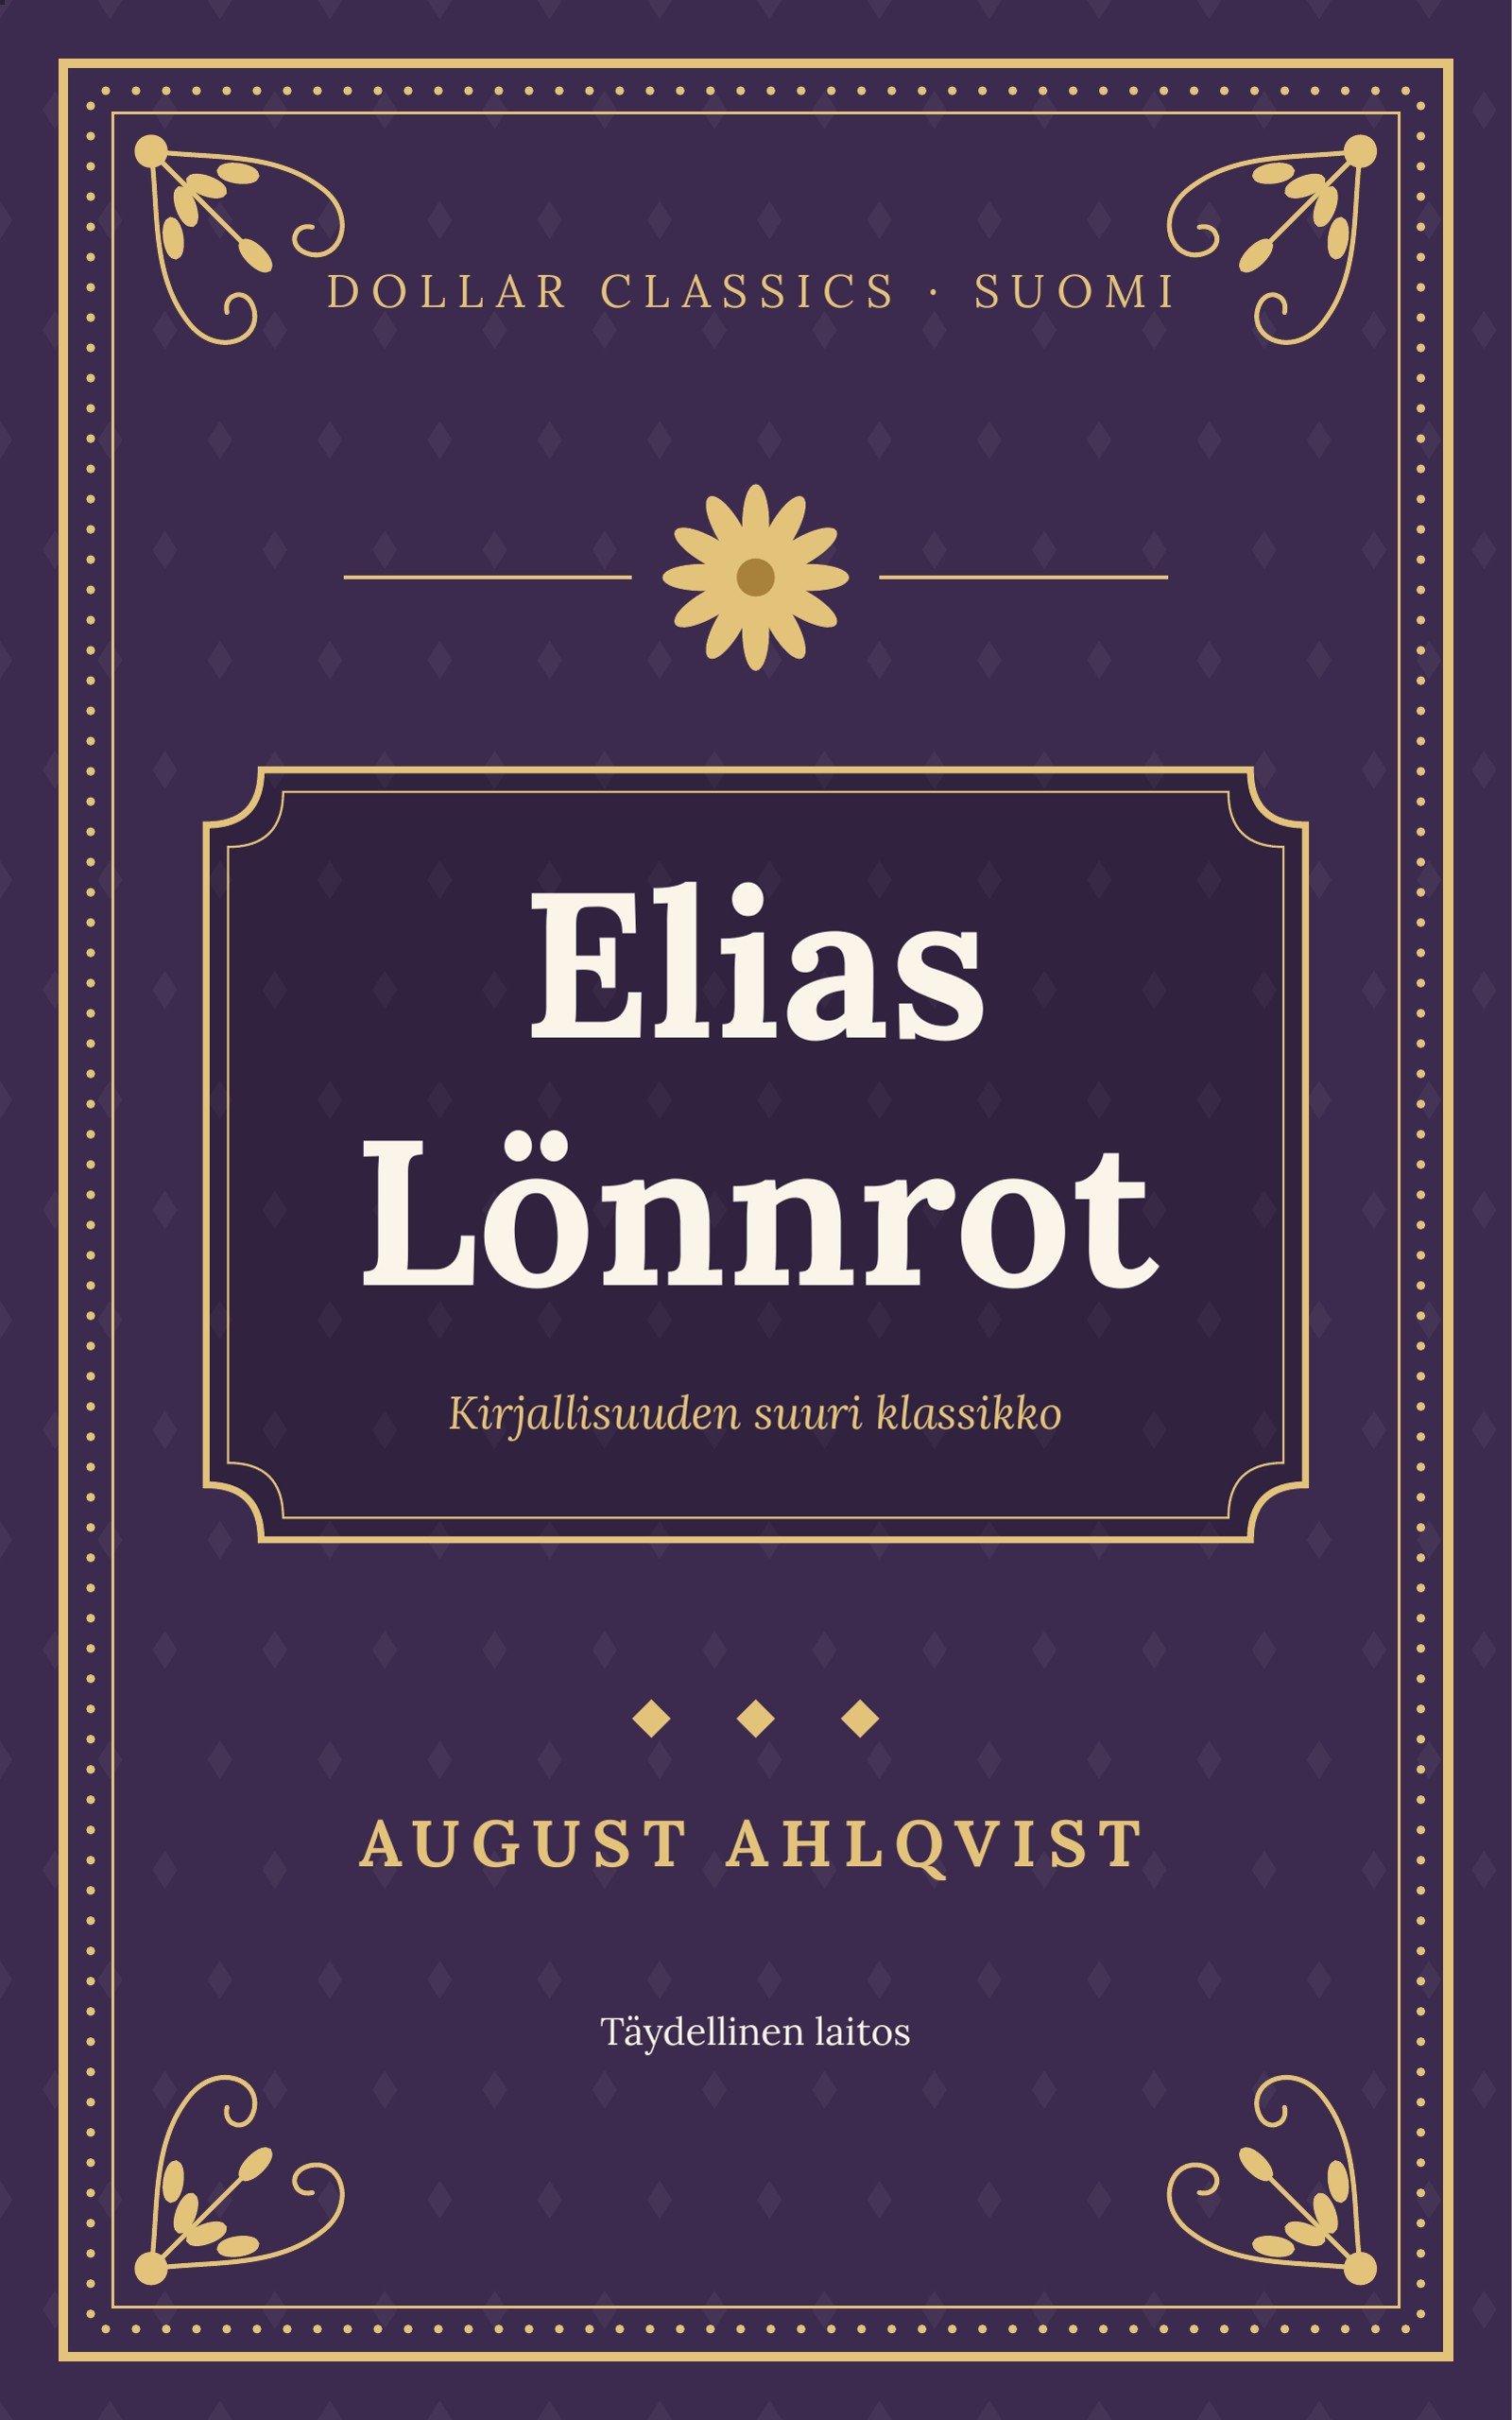 DOLLAR CLASSICS · SUOMI
Elias
Lönnrot
Kirjallisuuden suuri klassikko
AUGUST AHLQVIST
Täydellinen laitos